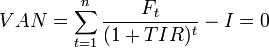 VAN = \sum_{t=1}^{n} \frac{F_t}{(1 + TIR)^t} - I = 0